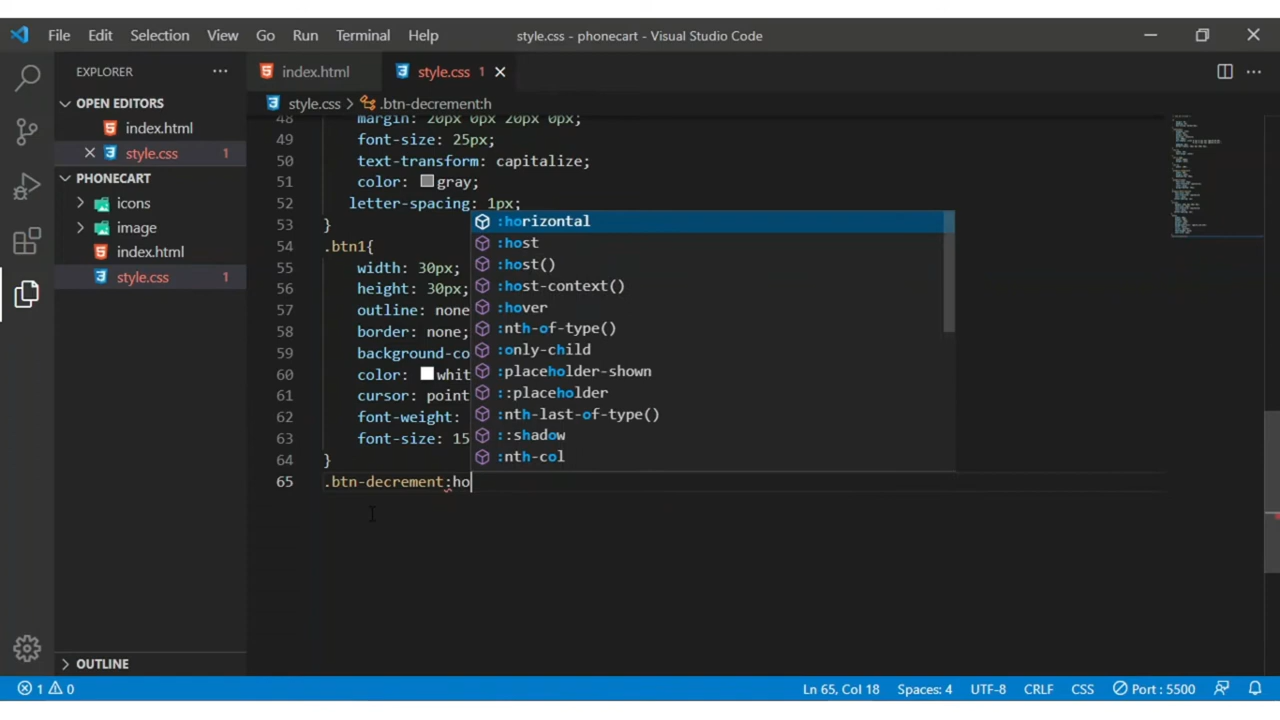 File Edit Selection View Go Run Terminal Help
style.css - phonecart - Visual Studio Code
EXPLORER
OPEN EDITORS
index.html
style.css 1
PHONECART
icons
image
index.html
style.css 1
OUTLINE
index.html
style.css 1
style.css > .btn-decrement:h
48 margin: 20px 0px 20px 0px;
49 font-size: 25px;
50 text-transform: capitalize;
51 color: gray;
52 letter-spacing: 1px;
53 }
54 .btn1{
55 width: 30px;
56 height: 30px;
57 outline: none
58 border: none;
59 background-co
60 color: whit
61 cursor: point
62 font-weight:
63 font-size: 15
64 }
65 .btn-decrement:ho
:horizontal
:host
:host()
:host-context()
:hover
:nth-of-type()
:only-child
:placeholder-shown
::placeholder
:nth-last-of-type()
::shadow
:nth-col
1 0
Ln 65, Col 18 Spaces: 4 UTF-8 CRLF CSS Port : 5500